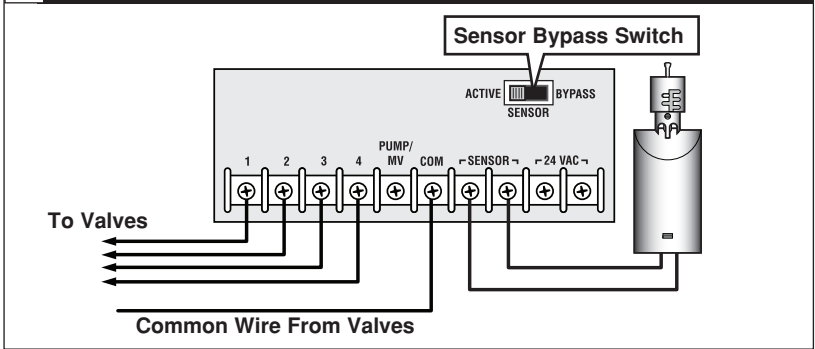 Sensor Bypass Switch
ACTIVE BYPASS
SENSOR
PUMP/
1 2 3 4 MV COM SENSOR 24 VAC
To Valves
Common Wire From Valves